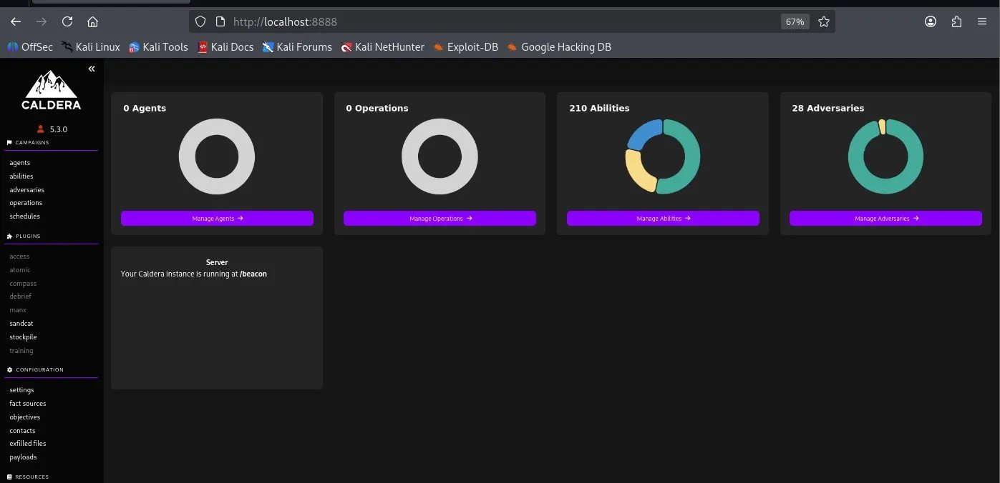 http://localhost:8888 67%
OffSec Kali Linux Kali Tools Kali Docs Kali Forums Kali NetHunter Exploit-DB Google Hacking DB
CALDERA
5.3.0
CAMPAIGNS
agents
abilities
adversaries
operations
schedules
PLUGINS
access
atomic
compass
debrief
manx
sandcat
stockpile
training
CONFIGURATION
settings
fact sources
objectives
contacts
exfilled files
payloads
RESOURCES
0 Agents
Manage Agents →
0 Operations
Manage Operations →
210 Abilities
Manage Abilities →
28 Adversaries
Manage Adversaries →
Server
Your Caldera instance is running at /beacon